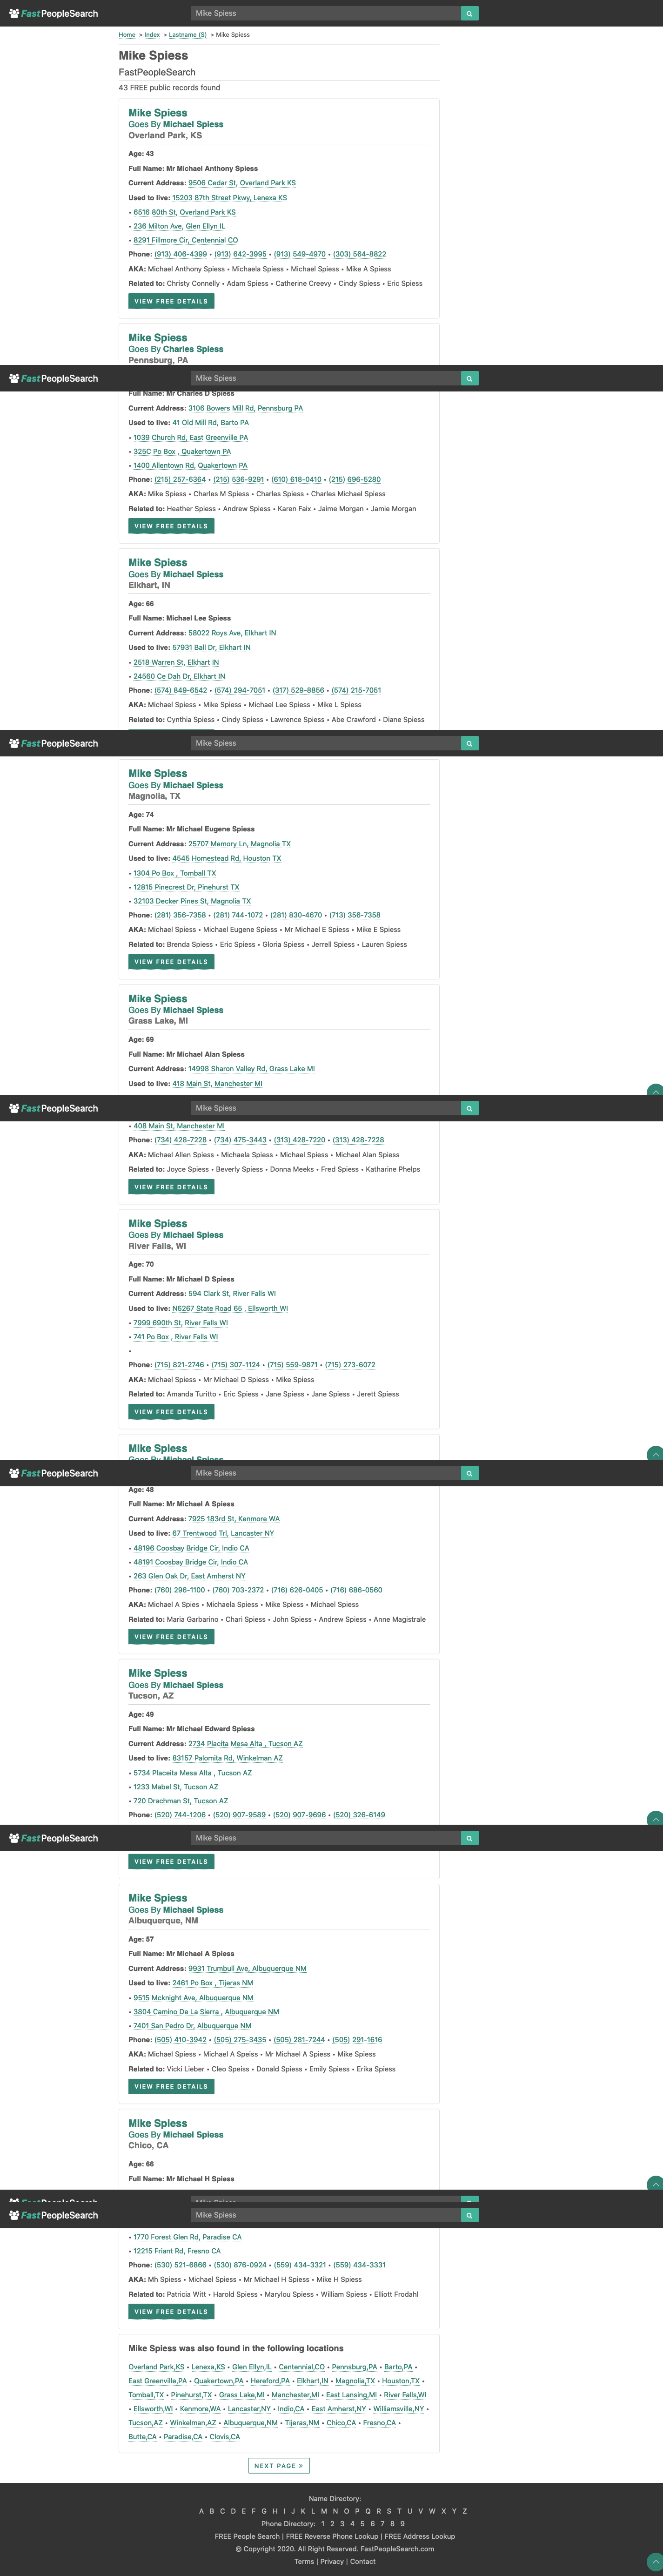 FastPeopleSearch
Mike Spiess
Home > Index > Lastname (S) > Mike Spiess
Mike Spiess
FastPeopleSearch
43 FREE public records found
Mike Spiess
Goes By Michael Spiess
Overland Park, KS
Age: 43
Full Name: Mr Michael Anthony Spiess
Current Address: 9506 Cedar St, Overland Park KS
Used to live: 15203 87th Street Pkwy, Lenexa KS
• 6516 80th St, Overland Park KS
• 236 Milton Ave, Glen Ellyn IL
• 8291 Fillmore Cir, Centennial CO
Phone: (913) 406-4399 • (913) 642-3995 • (913) 549-4970 • (303) 564-8822
AKA: Michael Anthony Spiess • Michaela Spiess • Michael Spiess • Mike A Spiess
Related to: Christy Connelly • Adam Spiess • Catherine Creevy • Cindy Spiess • Eric Spiess
VIEW FREE DETAILS
Mike Spiess
Goes By Charles Spiess
Pennsburg, PA
FastPeopleSearch
Mike Spiess
Full Name: Mr Charles D Spiess
Current Address: 3106 Bowers Mill Rd, Pennsburg PA
Used to live: 41 Old Mill Rd, Barto PA
• 1039 Church Rd, East Greenville PA
• 325C Po Box , Quakertown PA
• 1400 Allentown Rd, Quakertown PA
Phone: (215) 257-6364 • (215) 536-9291 • (610) 618-0410 • (215) 696-5280
AKA: Mike Spiess • Charles M Spiess • Charles Spiess • Charles Michael Spiess
Related to: Heather Spiess • Andrew Spiess • Karen Faix • Jaime Morgan • Jamie Morgan
VIEW FREE DETAILS
Mike Spiess
Goes By Michael Spiess
Elkhart, IN
Age: 66
Full Name: Michael Lee Spiess
Current Address: 58022 Roys Ave, Elkhart IN
Used to live: 57931 Ball Dr, Elkhart IN
• 2518 Warren St, Elkhart IN
• 24560 Ce Dah Dr, Elkhart IN
Phone: (574) 849-6542 • (574) 294-7051 • (317) 529-8856 • (574) 215-7051
AKA: Michael Spiess • Mike Spiess • Michael Lee Spiess • Mike L Spiess
Related to: Cynthia Spiess • Cindy Spiess • Lawrence Spiess • Abe Crawford • Diane Spiess
FastPeopleSearch
Mike Spiess
Mike Spiess
Goes By Michael Spiess
Magnolia, TX
Age: 74
Full Name: Mr Michael Eugene Spiess
Current Address: 25707 Memory Ln, Magnolia TX
Used to live: 4545 Homestead Rd, Houston TX
• 1304 Po Box , Tomball TX
• 12815 Pinecrest Dr, Pinehurst TX
• 32103 Decker Pines St, Magnolia TX
Phone: (281) 356-7358 • (281) 744-1072 • (281) 830-4670 • (713) 356-7358
AKA: Michael Spiess • Michael Eugene Spiess • Mr Michael E Spiess • Mike E Spiess
Related to: Brenda Spiess • Eric Spiess • Gloria Spiess • Jerrell Spiess • Lauren Spiess
VIEW FREE DETAILS
Mike Spiess
Goes By Michael Spiess
Grass Lake, MI
Age: 69
Full Name: Mr Michael Alan Spiess
Current Address: 14998 Sharon Valley Rd, Grass Lake MI
Used to live: 418 Main St, Manchester MI
FastPeopleSearch
Mike Spiess
• 408 Main St, Manchester MI
Phone: (734) 428-7228 • (734) 475-3443 • (313) 428-7220 • (313) 428-7228
AKA: Michael Allen Spiess • Michaela Spiess • Michael Spiess • Michael Alan Spiess
Related to: Joyce Spiess • Beverly Spiess • Donna Meeks • Fred Spiess • Katharine Phelps
VIEW FREE DETAILS
Mike Spiess
Goes By Michael Spiess
River Falls, WI
Age: 70
Full Name: Mr Michael D Spiess
Current Address: 594 Clark St, River Falls WI
Used to live: N6267 State Road 65 , Ellsworth WI
• 7999 690th St, River Falls WI
• 741 Po Box , River Falls WI
•
Phone: (715) 821-2746 • (715) 307-1124 • (715) 559-9871 • (715) 273-6072
AKA: Michael Spiess • Mr Michael D Spiess • Mike Spiess
Related to: Amanda Turitto • Eric Spiess • Jane Spiess • Jane Spiess • Jerett Spiess
VIEW FREE DETAILS
Mike Spiess
Goes By Michael Spiess
FastPeopleSearch
Mike Spiess
Age: 48
Full Name: Mr Michael A Spiess
Current Address: 7925 183rd St, Kenmore WA
Used to live: 67 Trentwood Trl, Lancaster NY
• 48196 Coosbay Bridge Cir, Indio CA
• 48191 Coosbay Bridge Cir, Indio CA
• 263 Glen Oak Dr, East Amherst NY
Phone: (760) 296-1100 • (760) 703-2372 • (716) 626-0405 • (716) 686-0560
AKA: Michael A Spies • Michaela Spiess • Mike Spiess • Michael Spiess
Related to: Maria Garbarino • Chari Spiess • John Spiess • Andrew Spiess • Anne Magistrale
VIEW FREE DETAILS
Mike Spiess
Goes By Michael Spiess
Tucson, AZ
Age: 49
Full Name: Mr Michael Edward Spiess
Current Address: 2734 Placita Mesa Alta , Tucson AZ
Used to live: 83157 Palomita Rd, Winkelman AZ
• 5734 Placeita Mesa Alta , Tucson AZ
• 1233 Mabel St, Tucson AZ
• 720 Drachman St, Tucson AZ
Phone: (520) 744-1206 • (520) 907-9589 • (520) 907-9696 • (520) 326-6149
FastPeopleSearch
Mike Spiess
VIEW FREE DETAILS
Mike Spiess
Goes By Michael Spiess
Albuquerque, NM
Age: 57
Full Name: Mr Michael A Spiess
Current Address: 9931 Trumbull Ave, Albuquerque NM
Used to live: 2461 Po Box , Tijeras NM
• 9515 Mcknight Ave, Albuquerque NM
• 3804 Camino De La Sierra , Albuquerque NM
• 7401 San Pedro Dr, Albuquerque NM
Phone: (505) 410-3942 • (505) 275-3435 • (505) 281-7244 • (505) 291-1616
AKA: Michael Spiess • Michael A Speiss • Mr Michael A Spiess • Mike Spiess
Related to: Vicki Lieber • Cleo Speiss • Donald Spiess • Emily Spiess • Erika Spiess
VIEW FREE DETAILS
Mike Spiess
Goes By Michael Spiess
Chico, CA
Age: 66
Full Name: Mr Michael H Spiess
FastPeopleSearch
Mike Spiess
• 1770 Forest Glen Rd, Paradise CA
• 12215 Friant Rd, Fresno CA
Phone: (530) 521-6866 • (530) 876-0924 • (559) 434-3321 • (559) 434-3331
AKA: Mh Spiess • Michael Spiess • Mr Michael H Spiess • Mike H Spiess
Related to: Patricia Witt • Harold Spiess • Marylou Spiess • William Spiess • Elliott Frodahl
VIEW FREE DETAILS
Mike Spiess was also found in the following locations
Overland Park,KS • Lenexa,KS • Glen Ellyn,IL • Centennial,CO • Pennsburg,PA • Barto,PA •
East Greenville,PA • Quakertown,PA • Hereford,PA • Elkhart,IN • Magnolia,TX • Houston,TX •
Tomball,TX • Pinehurst,TX • Grass Lake,MI • Manchester,MI • East Lansing,MI • River Falls,WI
• Ellsworth,WI • Kenmore,WA • Lancaster,NY • Indio,CA • East Amherst,NY • Williamsville,NY •
Tucson,AZ • Winkelman,AZ • Albuquerque,NM • Tijeras,NM • Chico,CA • Fresno,CA •
Butte,CA • Paradise,CA • Clovis,CA
NEXT PAGE »
Name Directory:
A B C D E F G H I J K L M N O P Q R S T U V W X Y Z
Phone Directory: 1 2 3 4 5 6 7 8 9
FREE People Search | FREE Reverse Phone Lookup | FREE Address Lookup
© Copyright 2020. All Right Reserved. FastPeopleSearch.com
Terms | Privacy | Contact